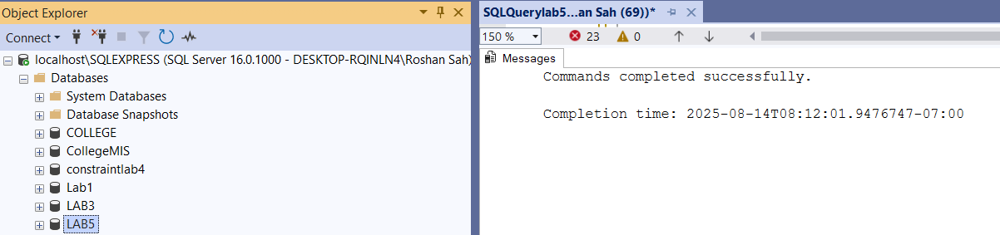 Object Explorer
Connect
localhost\SQLEXPRESS (SQL Server 16.0.1000 - DESKTOP-RQINLN4\Roshan Sah)
Databases
System Databases
Database Snapshots
COLLEGE
CollegeMIS
constraintlab4
Lab1
LAB3
LAB5
SQLQuerylab5...an Sah (69))*
150 %
23
0
Messages
Commands completed successfully.
Completion time: 2025-08-14T08:12:01.9476747-07:00